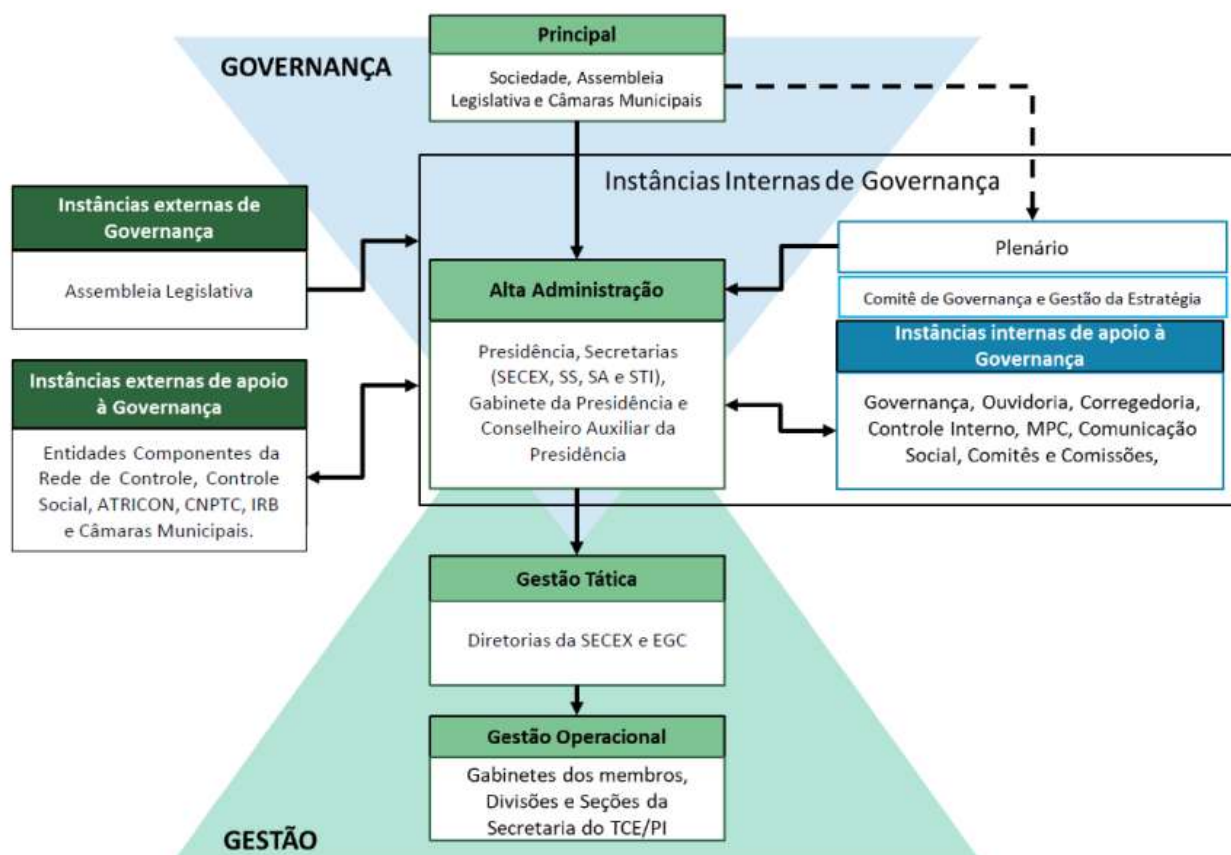 GOVERNANÇA
Principal
Sociedade, Assembleia
Legislativa e Câmaras Municipais
Instâncias Internas de Governança
Instâncias externas de
Governança
Assembleia Legislativa
Plenário
Comitê de Governança e Gestão da Estratégia
Alta Administração
Presidência, Secretarias
(SECEX, SS, SA e STI),
Gabinete da Presidência e
Conselheiro Auxiliar da
Presidência
Instâncias internas de apoio à
Governança
Governança, Ouvidoria, Corregedoria,
Controle Interno, MPC, Comunicação
Social, Comitês e Comissões,
Instâncias externas de apoio
à Governança
Entidades Componentes da
Rede de Controle, Controle
Social, ATRICON, CNPTC, IRB
e Câmaras Municipais.
Gestão Tática
Diretorias da SECEX e EGC
Gestão Operacional
Gabinetes dos membros,
Divisões e Seções da
Secretaria do TCE/PI
GESTÃO